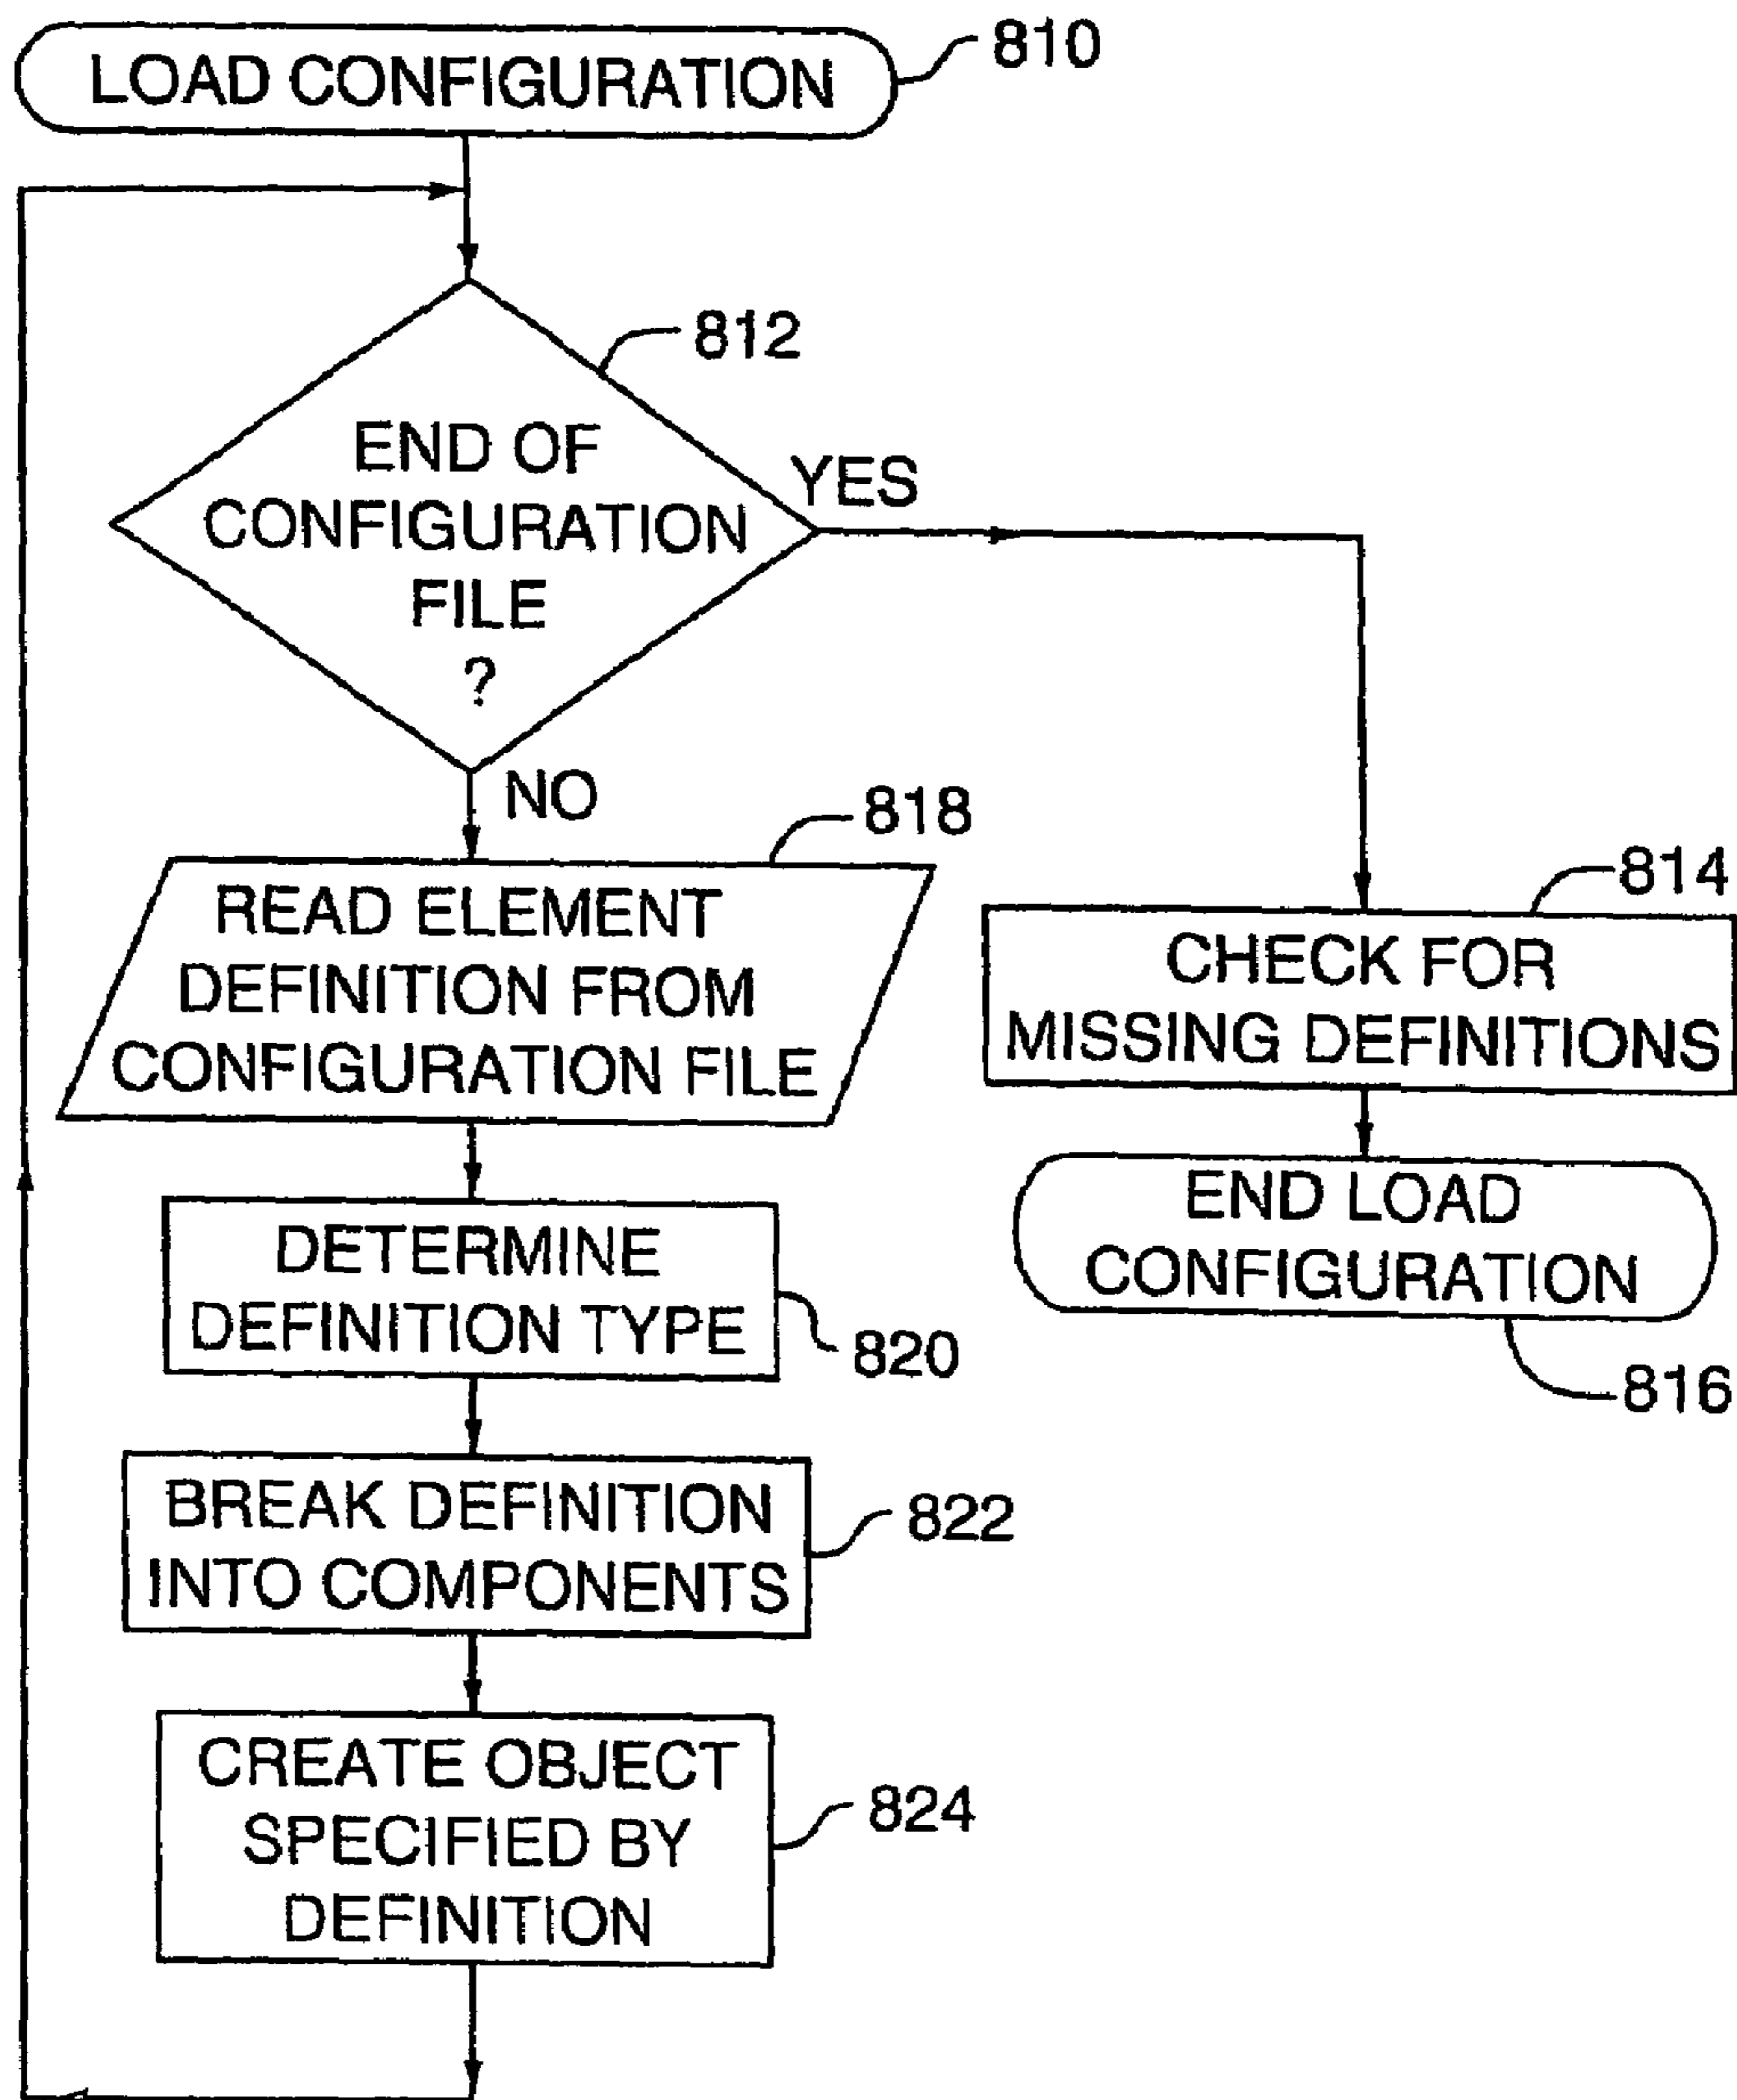 LOAD CONFIGURATION
810
812
END OF
CONFIGURATION
FILE
?
YES
NO
818
READ ELEMENT
DEFINITION FROM
CONFIGURATION FILE
814
CHECK FOR
MISSING DEFINITIONS
END LOAD
CONFIGURATION
816
DETERMINE
DEFINITION TYPE
820
BREAK DEFINITION
INTO COMPONENTS
822
CREATE OBJECT
SPECIFIED BY
DEFINITION
824